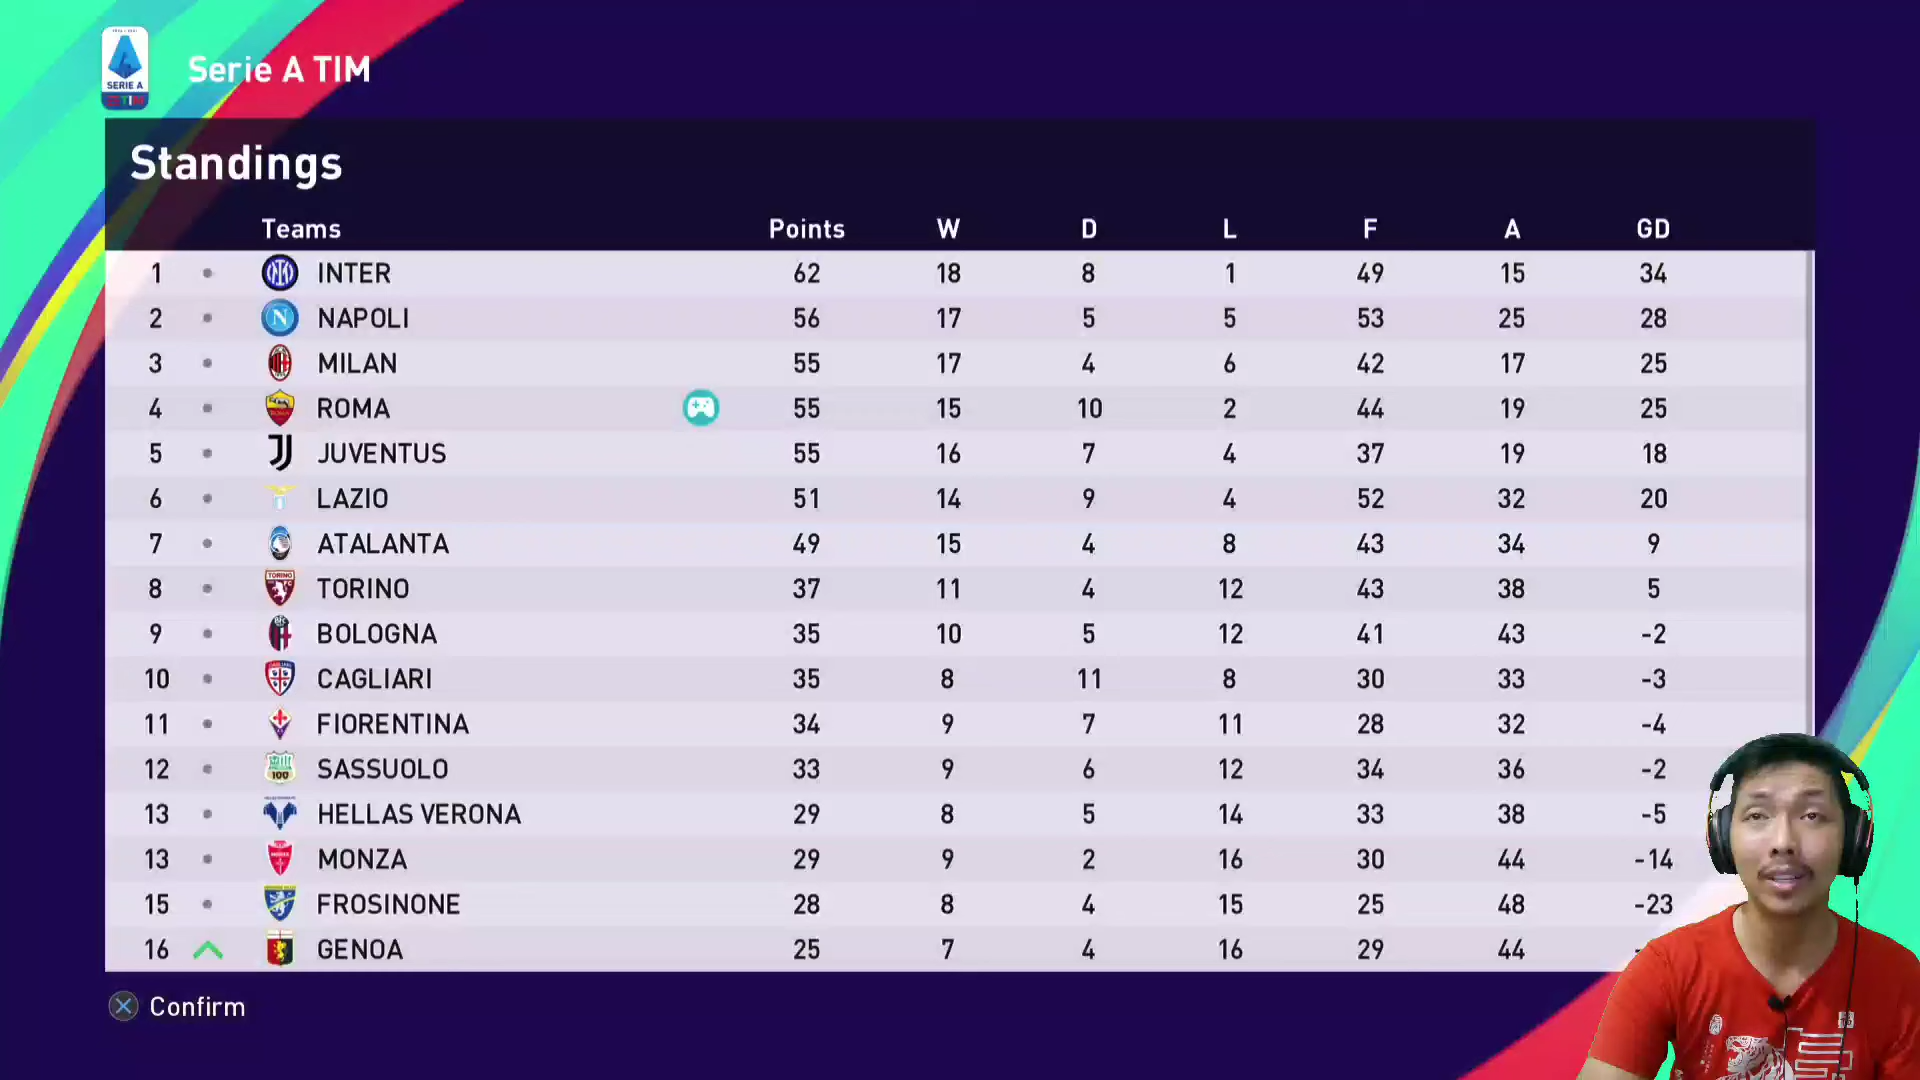 SERIE A
TIM
Serie A TIM
Standings
Teams Points W D L F A GD
1 INTER 62 18 8 1 49 15 34
2 NAPOLI 56 17 5 5 53 25 28
3 MILAN 55 17 4 6 42 17 25
4 ROMA 55 15 10 2 44 19 25
5 JUVENTUS 55 16 7 4 37 19 18
6 LAZIO 51 14 9 4 52 32 20
7 ATALANTA 49 15 4 8 43 34 9
8 TORINO 37 11 4 12 43 38 5
9 BOLOGNA 35 10 5 12 41 43 -2
10 CAGLIARI 35 8 11 8 30 33 -3
11 FIORENTINA 34 9 7 11 28 32 -4
12 SASSUOLO 33 9 6 12 34 36 -2
13 HELLAS VERONA 29 8 5 14 33 38 -5
13 MONZA 29 9 2 16 30 44 -14
15 FROSINONE 28 8 4 15 25 48 -23
16 GENOA 25 7 4 16 29 44
Confirm